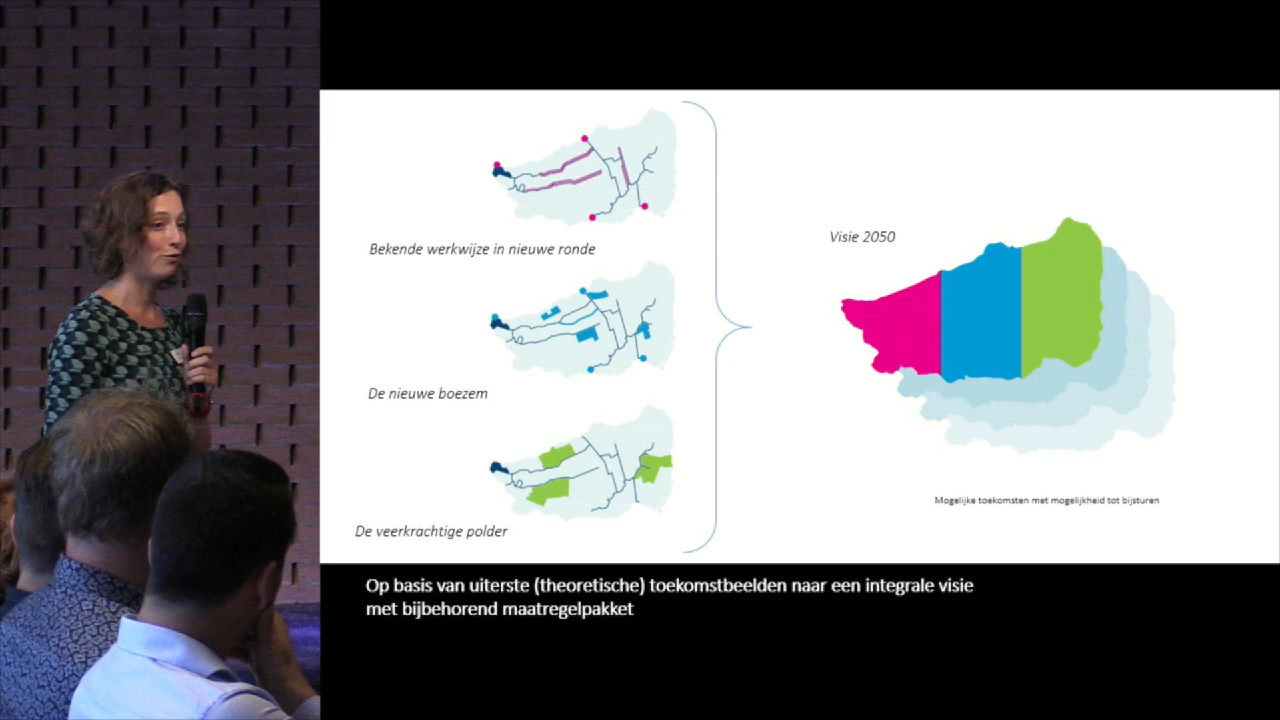 Bekende werkwijze in nieuwe ronde
De nieuwe boezem
De veerkrachtige polder
Visie 2050
Mogelijke toekomsten met mogelijkheid tot bijsturen
Op basis van uiterste (theoretische) toekomstbeelden naar een integrale visie
met bijbehorend maatregelpakket